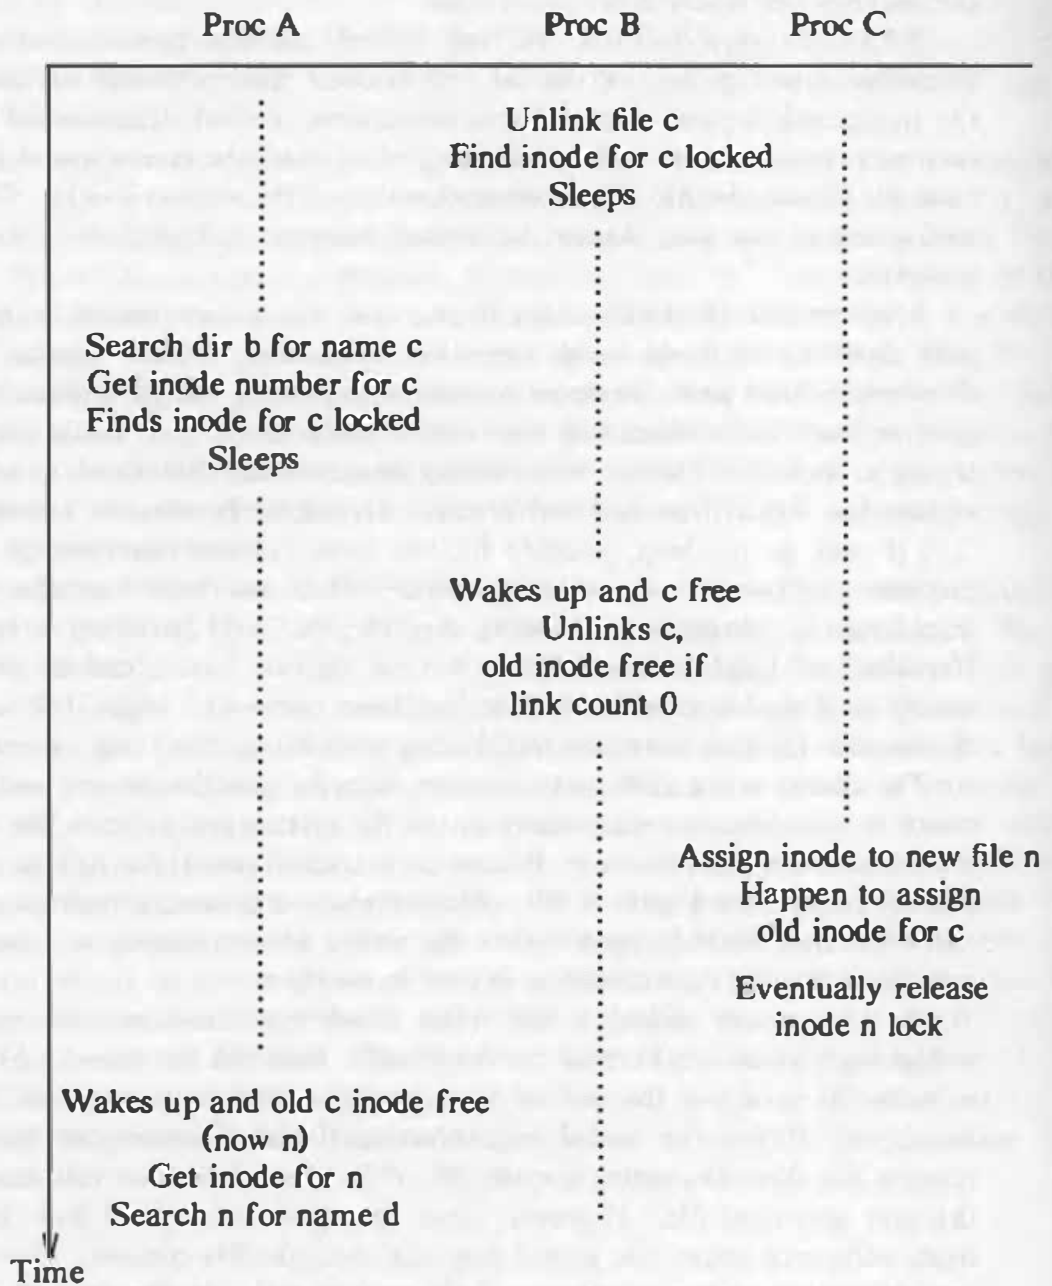 Proc A Proc B Proc C
Unlink file c
Find inode for c locked
Sleeps
Search dir b for name c
Get inode number for c
Finds inode for c locked
Sleeps
Wakes up and c free
Unlinks c,
old inode free if
link count 0
Assign inode to new file n
Happen to assign
old inode for c
Eventually release
inode n lock
Wakes up and old c inode free
(now n)
Get inode for n
Search n for name d
Time